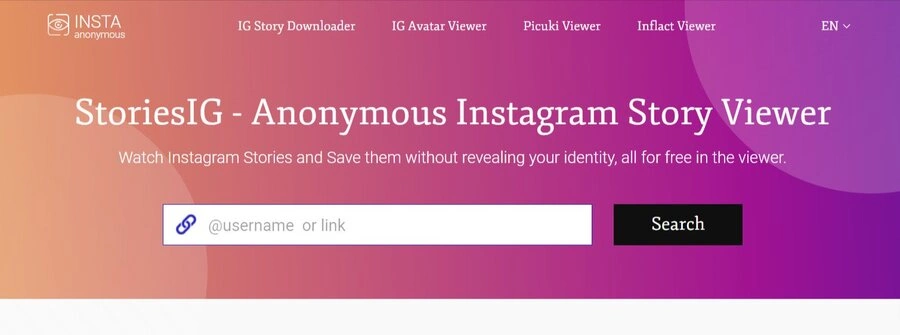 INSTA
anonymous
IG Story Downloader IG Avatar Viewer Picuki Viewer Inflact Viewer EN
StoriesIG - Anonymous Instagram Story Viewer
Watch Instagram Stories and Save them without revealing your identity, all for free in the viewer.
@username or link Search